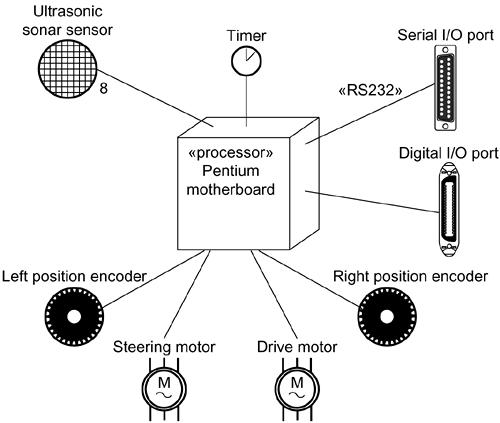 Ultrasonic
sonar sensor
8
Timer
Serial I/O port
«RS232»
Digital I/O port
«processor»
Pentium
motherboard
Left position encoder
Right position encoder
Steering motor
M
~
Drive motor
M
~